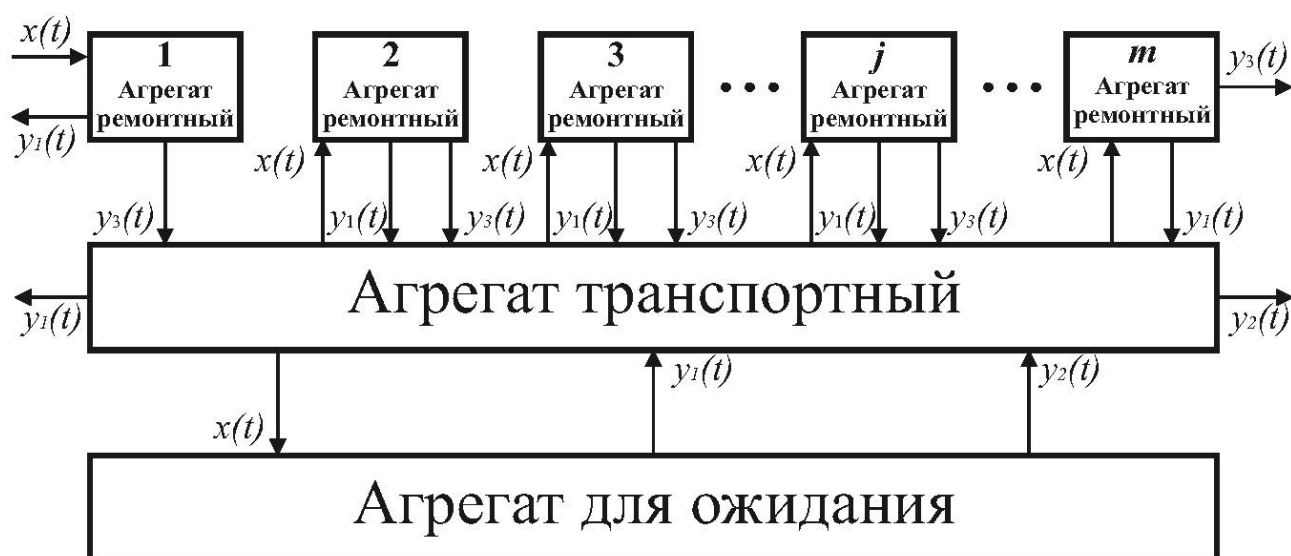 x(t)
1
Агрегат
ремонтный
y1(t)
2
Агрегат
ремонтный
3
Агрегат
ремонтный
• • •
j
Агрегат
ремонтный
• • •
m
Агрегат
ремонтный
y3(t)
y3(t)
x(t)
y1(t)
y3(t)
x(t)
y1(t)
y3(t)
x(t)
y1(t)
y3(t)
x(t)
y1(t)
Агрегат транспортный
y1(t)
y2(t)
x(t)
y1(t)
y2(t)
Агрегат для ожидания